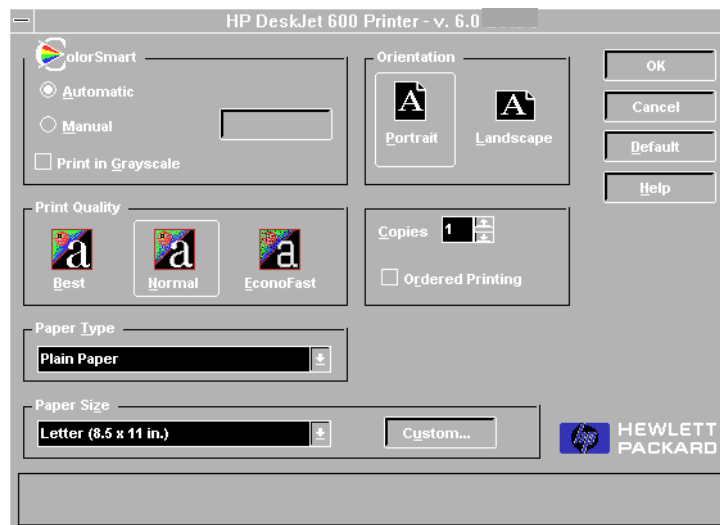 HP DeskJet 600 Printer - v. 6.0
ColorSmart
Automatic
Manual
Print in Grayscale
Orientation
A
Portrait
A
Landscape
OK
Cancel
Default
Help
Print Quality
a
Best
a
Normal
a
EconoFast
Copies 1
Ordered Printing
Paper Type
Plain Paper
Paper Size
Letter (8.5 x 11 in.)
Custom...
hp HEWLETT
PACKARD